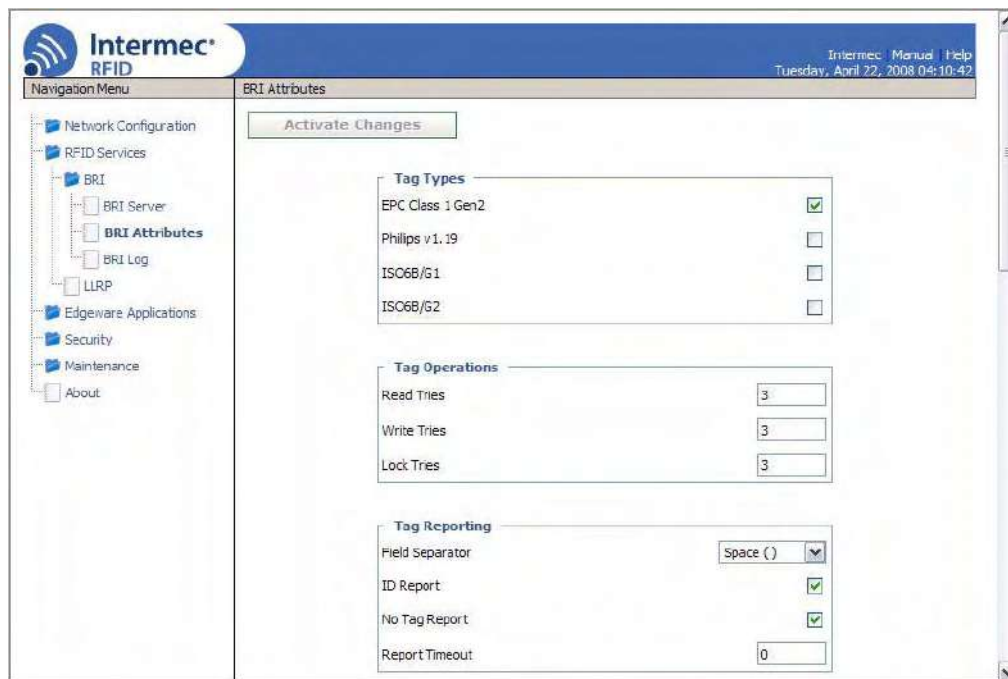 Intermec
RFID
Intermec | Manual | Help
Tuesday, April 22, 2008 04:10:42
Navigation Menu
BRI Attributes
Network Configuration
RFID Services
BRI
BRI Server
BRI Attributes
BRI Log
LLRP
Edgeware Applications
Security
Maintenance
About
Activate Changes
Tag Types
EPC Class 1 Gen2
Philips v1.19
ISO6B/G1
ISO6B/G2
Tag Operations
Read Tries 3
Write Tries 3
Lock Tries 3
Tag Reporting
Field Separator Space ( )
ID Report
No Tag Report
Report Timeout 0